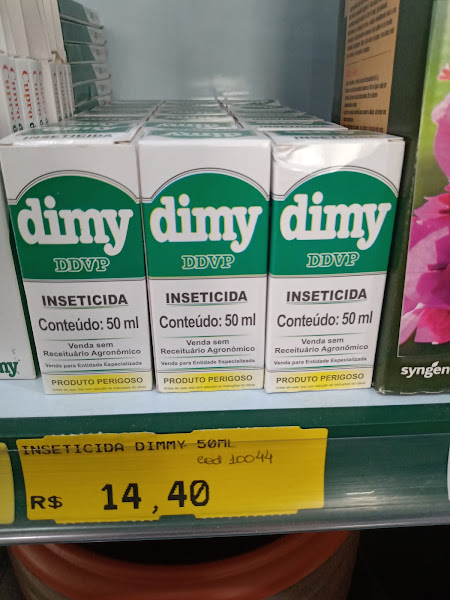 dimy
DDVP
INSETICIDA
Conteúdo: 50 ml
Venda sem
Receituário Agronômico
Venda para Entidade Especializada
PRODUTO PERIGOSO
dimy
DDVP
INSETICIDA
Conteúdo: 50 ml
Venda sem
Receituário Agronômico
Venda para Entidade Especializada
PRODUTO PERIGOSO
dimy
DDVP
INSETICIDA
Conteúdo: 50 ml
Venda sem
Receituário Agronômico
Venda para Entidade Especializada
PRODUTO PERIGOSO
my
syngen
INSETICIDA DIMMY 50ML
cod 10044
R$ 14,40